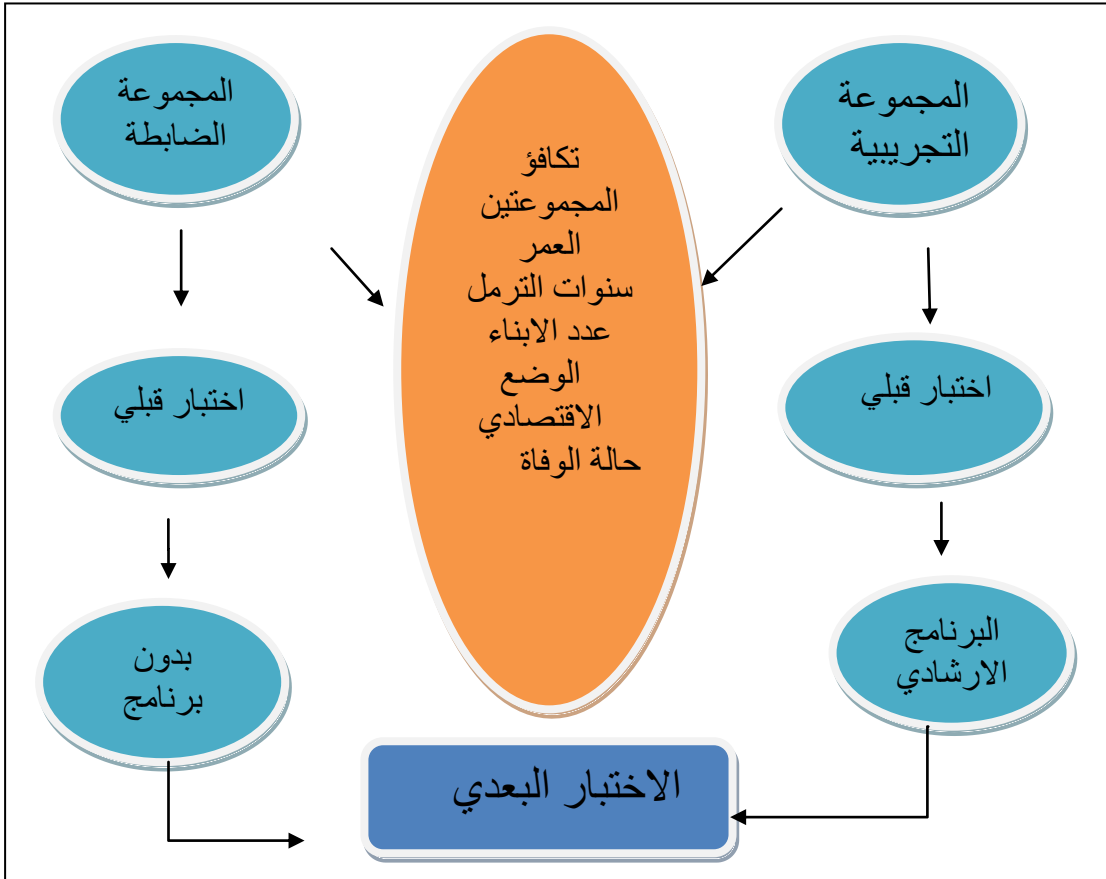 المجموعة
التجريبية
تكافؤ
المجموعتين
العمر
سنوات الترمل
عدد الابناء
الوضع
الاقتصادي
حالة الوفاة
المجموعة
الضابطة
اختبار قبلي
اختبار قبلي
البرنامج
الارشادي
بدون
برنامج
الاختبار البعدي